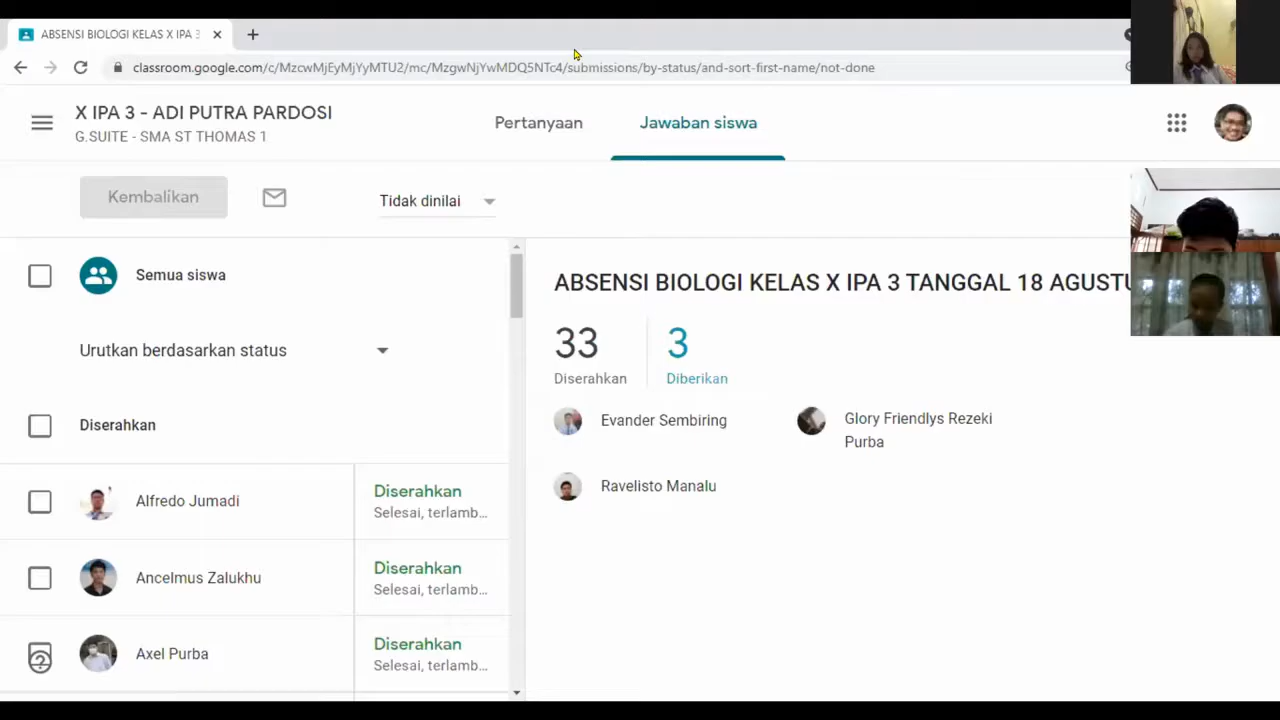 ABSENSI BIOLOGI KELAS X IPA 3
classroom.google.com/c/MzcwMjEyMjYyMTU2/mc/MzgwNjYwMDQ5NTc4/submissions/by-status/and-sort-first-name/not-done
X IPA 3 - ADI PUTRA PARDOSI
G.SUITE - SMA ST THOMAS 1
Pertanyaan
Jawaban siswa
Kembalikan
Tidak dinilai
Semua siswa
Urutkan berdasarkan status
Diserahkan
Alfredo Jumadi
Diserahkan
Selesai, terlamb...
Ancelmus Zalukhu
Diserahkan
Selesai, terlamb...
Axel Purba
Diserahkan
Selesai, terlamb...
ABSENSI BIOLOGI KELAS X IPA 3 TANGGAL 18 AGUSTU
33
Diserahkan
3
Diberikan
Evander Sembiring
Glory Friendlys Rezeki
Purba
Ravelisto Manalu